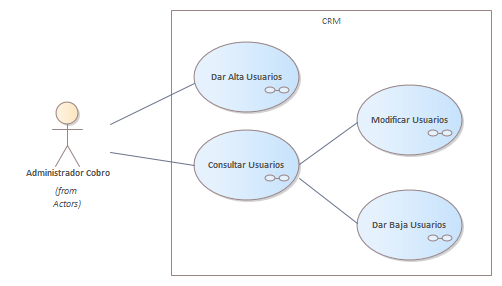 CRM
Dar Alta Usuarios
Modificar Usuarios
Consultar Usuarios
Administrador Cobro
(from
Actors)
Dar Baja Usuarios